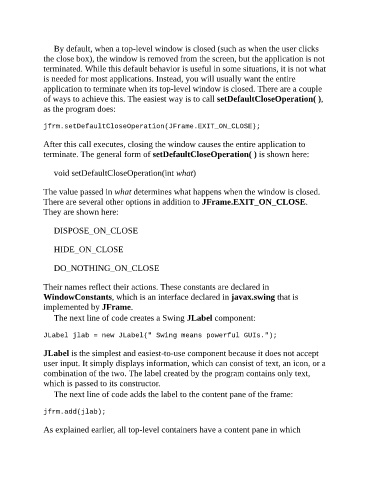 By default, when a top-level window is closed (such as when the user clicks
the close box), the window is removed from the screen, but the application is not
terminated. While this default behavior is useful in some situations, it is not what
is needed for most applications. Instead, you will usually want the entire
application to terminate when its top-level window is closed. There are a couple
of ways to achieve this. The easiest way is to call setDefaultCloseOperation( ),
as the program does:
jfrm.setDefaultCloseOperation(JFrame.EXIT_ON_CLOSE);
After this call executes, closing the window causes the entire application to
terminate. The general form of setDefaultCloseOperation( ) is shown here:
void setDefaultCloseOperation(int what)
The value passed in what determines what happens when the window is closed.
There are several other options in addition to JFrame.EXIT_ON_CLOSE.
They are shown here:
DISPOSE_ON_CLOSE
HIDE_ON_CLOSE
DO_NOTHING_ON_CLOSE
Their names reflect their actions. These constants are declared in
WindowConstants, which is an interface declared in javax.swing that is
implemented by JFrame.
The next line of code creates a Swing JLabel component:
JLabel jlab = new JLabel(" Swing means powerful GUIs.");
JLabel is the simplest and easiest-to-use component because it does not accept
user input. It simply displays information, which can consist of text, an icon, or a
combination of the two. The label created by the program contains only text,
which is passed to its constructor.
The next line of code adds the label to the content pane of the frame:
jfrm.add(jlab);
As explained earlier, all top-level containers have a content pane in which